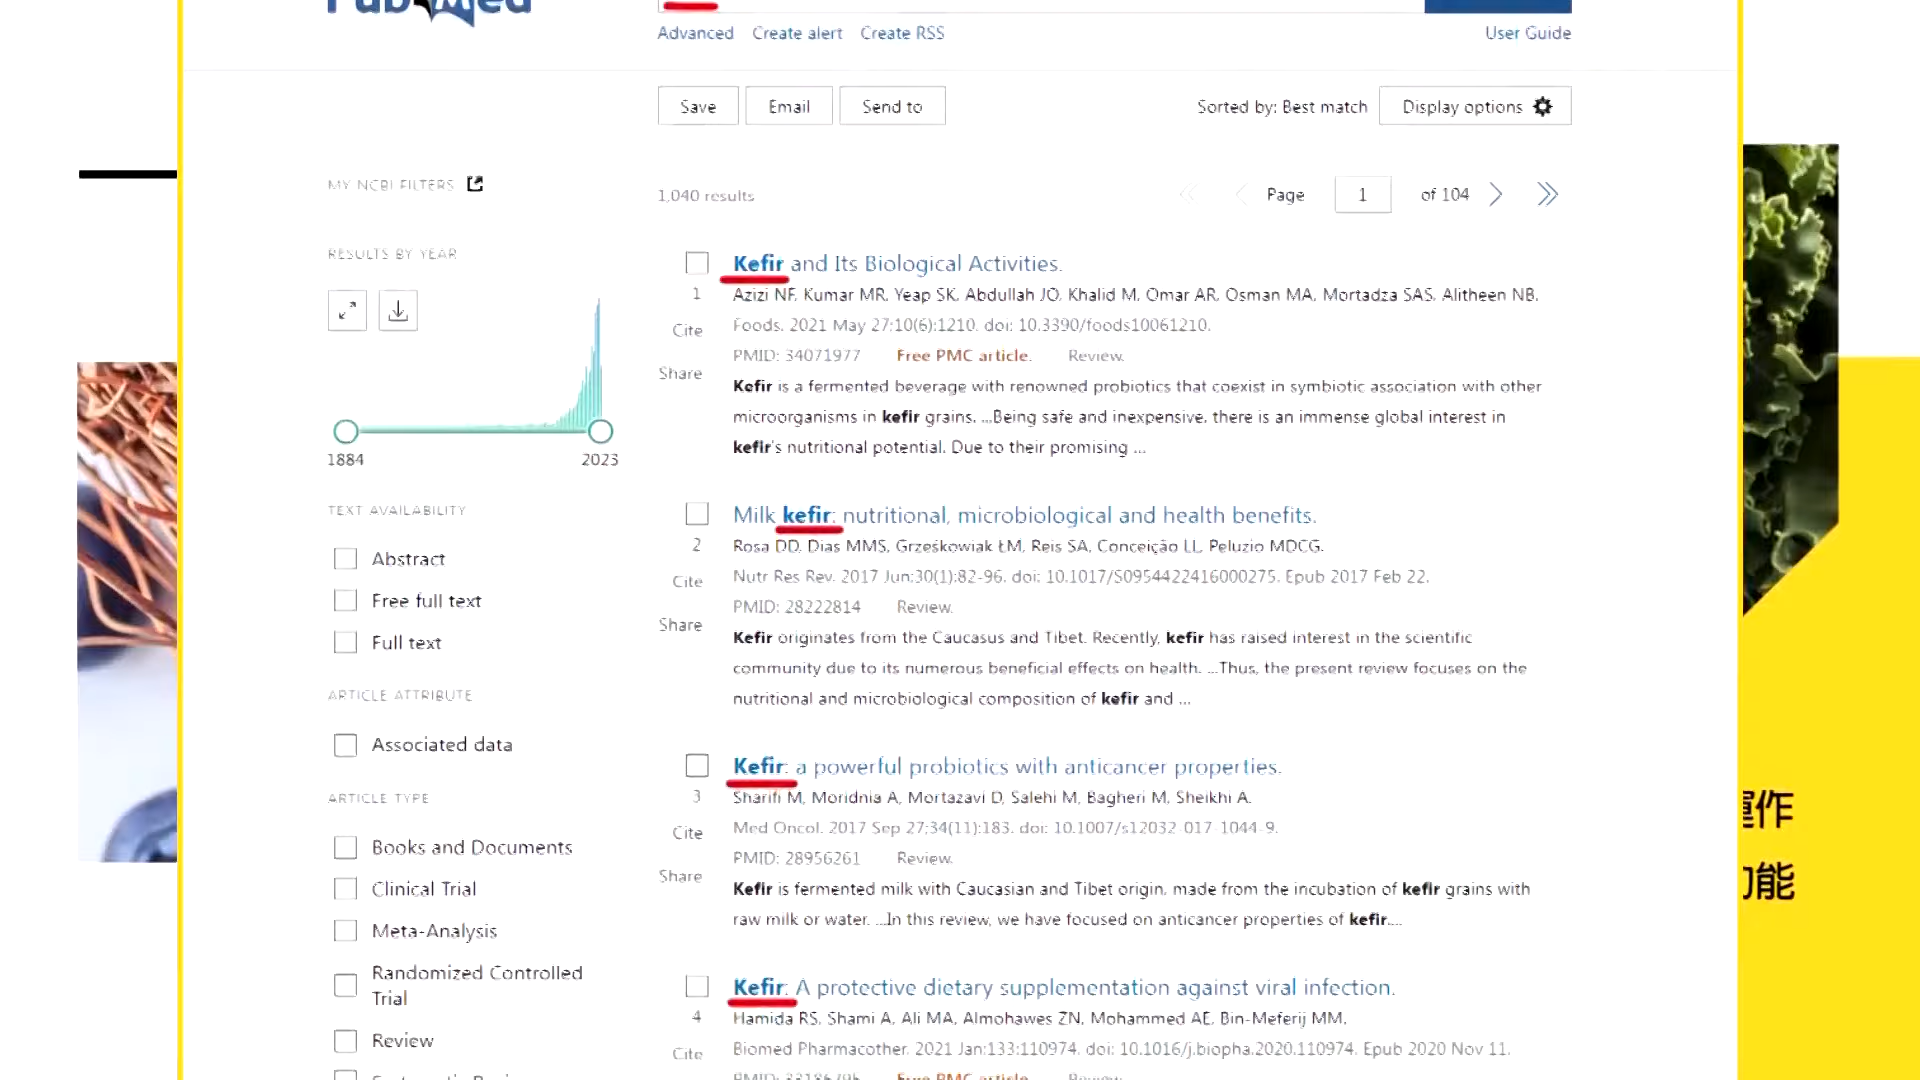 PubMed
Advanced Create alert Create RSS
User Guide
Save Email Send to
Sorted by: Best match Display options
MY NCBI FILTERS
1,040 results
Page 1 of 104
RESULTS BY YEAR
1884 2023
TEXT AVAILABILITY
Abstract
Free full text
Full text
ARTICLE ATTRIBUTE
Associated data
ARTICLE TYPE
Books and Documents
Clinical Trial
Meta-Analysis
Randomized Controlled
Trial
Review
Kefir and Its Biological Activities.
1
Azizi NF, Kumar MR, Yeap SK, Abdullah JO, Khalid M, Omar AR, Osman MA, Mortadza SAS, Alitheen NB.
Cite
Foods. 2021 May 27;10(6):1210. doi: 10.3390/foods10061210.
PMID: 34071977 Free PMC article. Review.
Share
Kefir is a fermented beverage with renowned probiotics that coexist in symbiotic association with other
microorganisms in kefir grains. ...Being safe and inexpensive, there is an immense global interest in
kefir's nutritional potential. Due to their promising ...
Milk kefir: nutritional, microbiological and health benefits.
2
Rosa DD, Dias MMS, Grześkowiak ŁM, Reis SA, Conceição LL, Peluzio MDCG.
Cite
Nutr Res Rev. 2017 Jun;30(1):82-96. doi: 10.1017/S0954422416000275. Epub 2017 Feb 22.
PMID: 28222814 Review.
Share
Kefir originates from the Caucasus and Tibet. Recently, kefir has raised interest in the scientific
community due to its numerous beneficial effects on health. ...Thus, the present review focuses on the
nutritional and microbiological composition of kefir and ...
Kefir: a powerful probiotics with anticancer properties.
3
Sharifi M, Moridnia A, Mortazavi D, Salehi M, Bagheri M, Sheikhi A.
Cite
Med Oncol. 2017 Sep 27;34(11):183. doi: 10.1007/s12032-017-1044-9.
PMID: 28956261 Review.
Share
Kefir is fermented milk with Caucasian and Tibet origin, made from the incubation of kefir grains with
raw milk or water. ...In this review, we have focused on anticancer properties of kefir....
Kefir: A protective dietary supplementation against viral infection.
4
Hamida RS, Shami A, Ali MA, Almohawes ZN, Mohammed AE, Bin-Meferij MM.
Cite
Biomed Pharmacother. 2021 Jan;133:110974. doi: 10.1016/j.biopha.2020.110974. Epub 2020 Nov 11.
Free PMC article. Review.
運作
功能